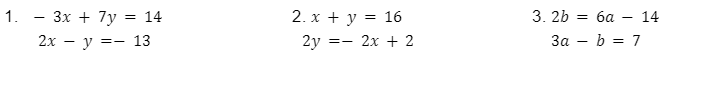 1. − 3x + 7y = 14
2x − y =− 13
2. x + y = 16
2y =− 2x + 2
3. 2b = 6a − 14
3a − b = 7